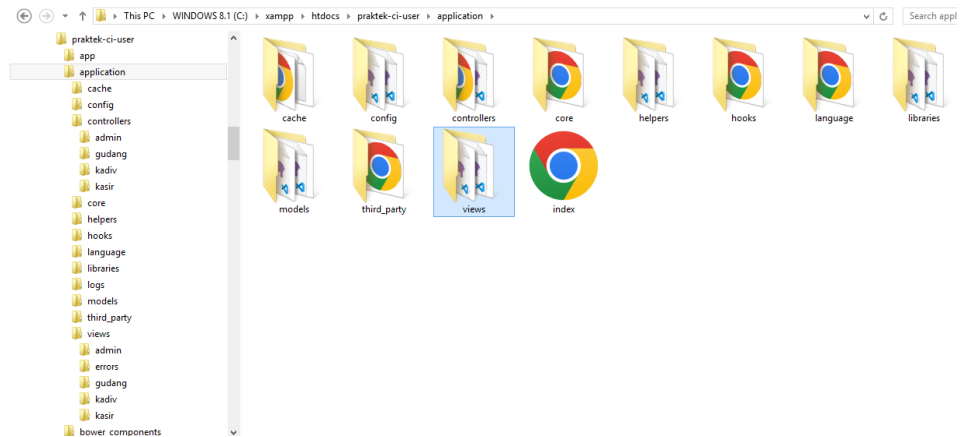 This PC WINDOWS 8.1 (C:) xampp htdocs praktek-ci-user application
Search appl
praktek-ci-user
app
application
cache
config
controllers
admin
gudang
kadiv
kasir
core
helpers
hooks
language
libraries
logs
models
third_party
views
admin
errors
gudang
kadiv
kasir
bower_components
cache config controllers core helpers hooks language libraries
models third_party views index